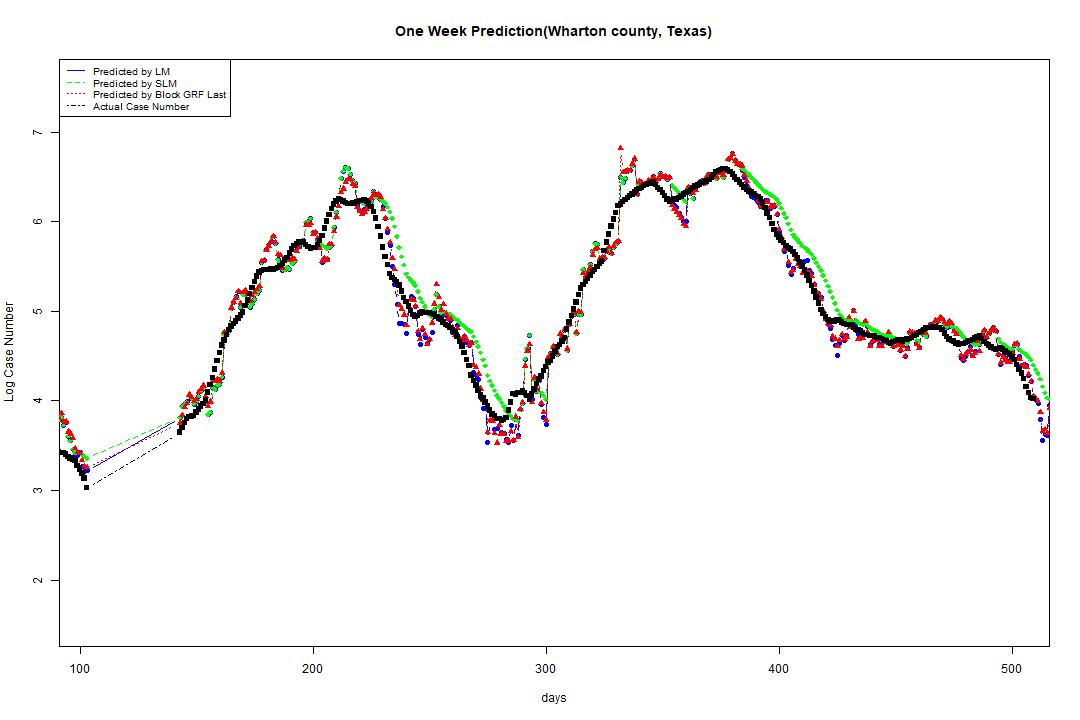 One Week Prediction(Wharton county, Texas)
Predicted by LM
Predicted by SLM
Predicted by Block GRF Last
Actual Case Number
7
6
5
4
3
2
Log Case Number
100 200 300 400 500
days